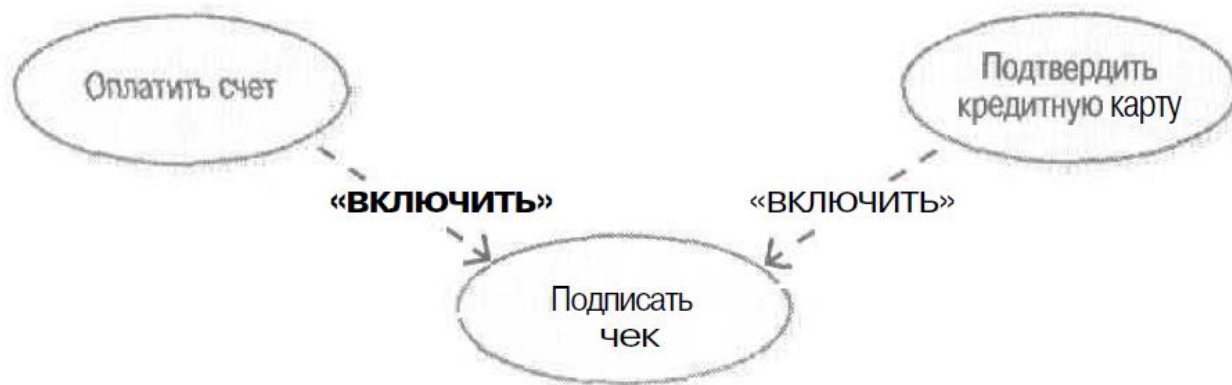 Оплатить счет
Подтвердить
кредитную карту
«ВКЛЮЧИТЬ»
«ВКЛЮЧИТЬ»
Подписать
чек